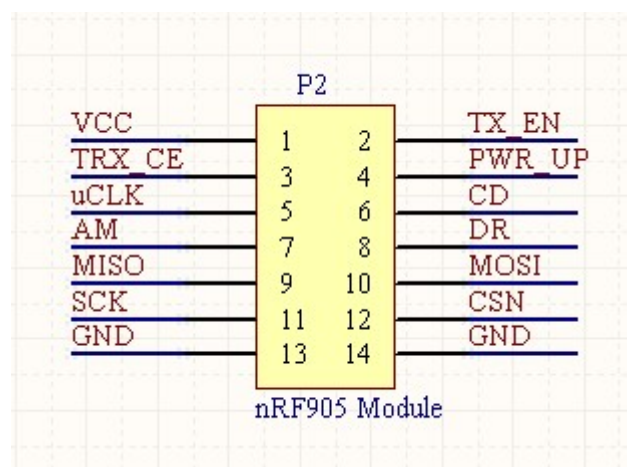 P2
VCC 1 2 TX_EN
TRX_CE 3 4 PWR_UP
uCLK 5 6 CD
AM 7 8 DR
MISO 9 10 MOSI
SCK 11 12 CSN
GND 13 14 GND
nRF905 Module